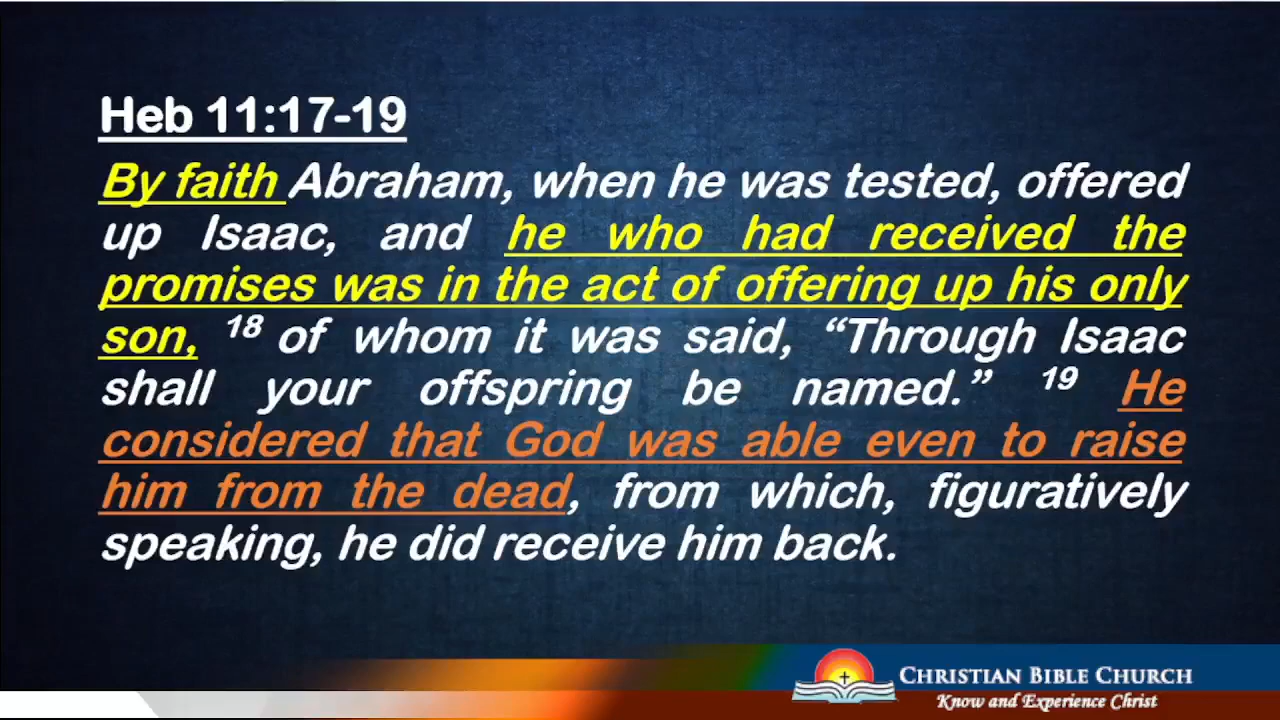 Heb 11:17-19
By faith Abraham, when he was tested, offered
up Isaac, and he who had received the
promises was in the act of offering up his only
son, 18 of whom it was said, “Through Isaac
shall your offspring be named.” 19 He
considered that God was able even to raise
him from the dead, from which, figuratively
speaking, he did receive him back.
CHRISTIAN BIBLE CHURCH
Know and Experience Christ